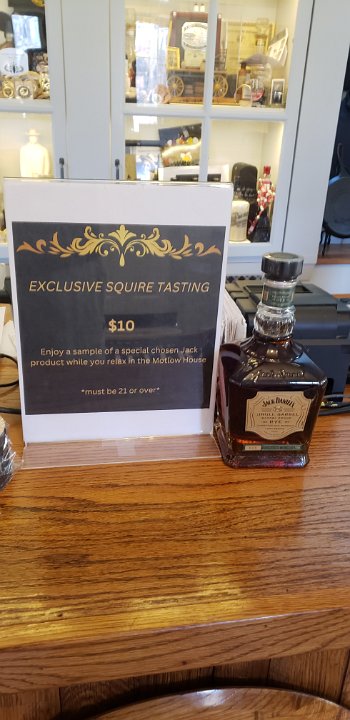 EXCLUSIVE SQUIRE TASTING
$10
Enjoy a sample of a special chosen Jack
product while you relax in the Motlow House
*must be 21 or over*
JACK DANIEL'S
SINGLE BARREL
RYE